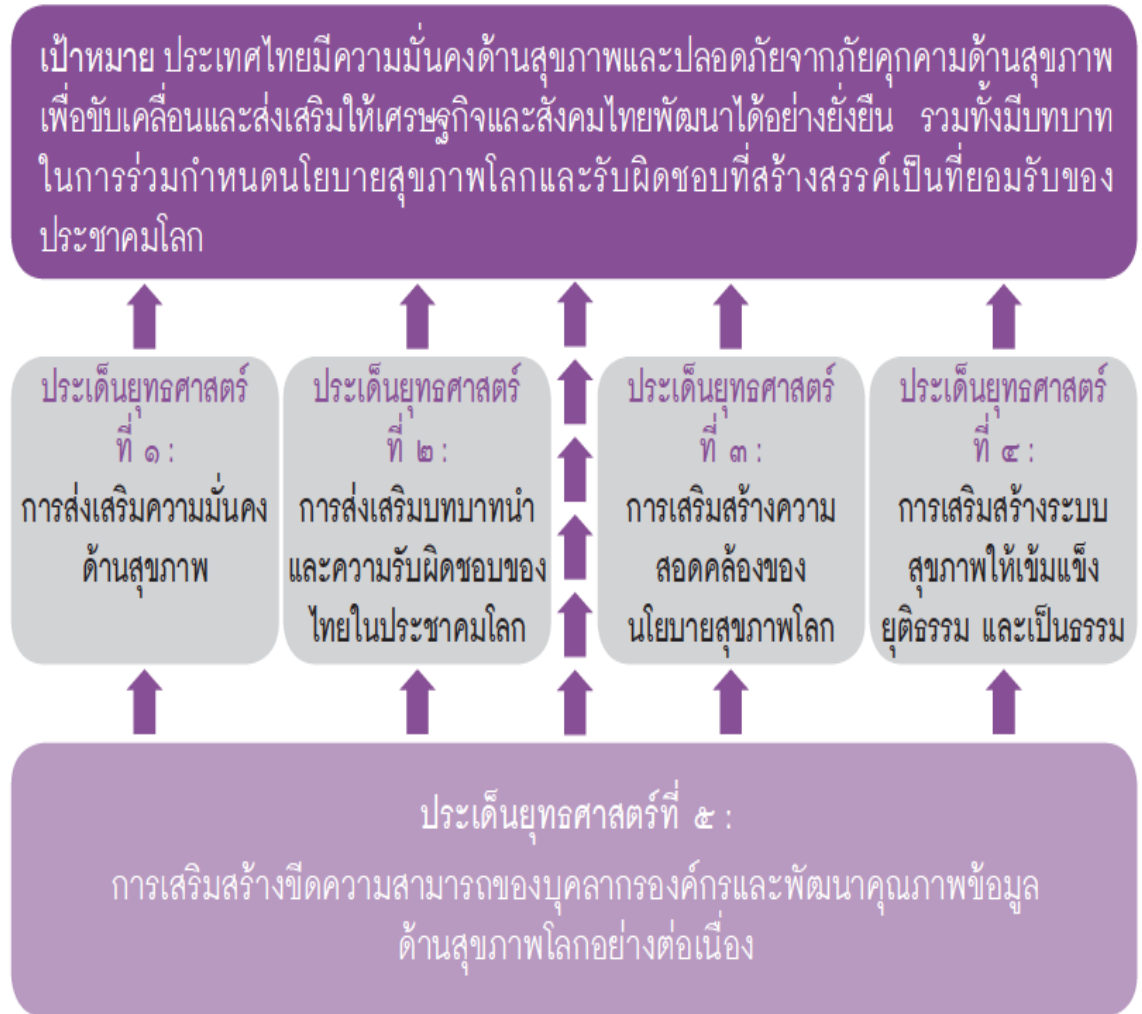 เป้าหมาย ประเทศไทยมีความมั่นคงด้านสุขภาพและปลอดภัยจากภัยคุกคามด้านสุขภาพ
เพื่อขับเคลื่อนและส่งเสริมให้เศรษฐกิจและสังคมไทยพัฒนาได้อย่างยั่งยืน รวมทั้งมีบทบาท
ในการร่วมกำหนดนโยบายสุขภาพโลกและรับผิดชอบที่สร้างสรรค์เป็นที่ยอมรับของ
ประชาคมโลก
ประเด็นยุทธศาสตร์
ที่ ๑ :
การส่งเสริมความมั่นคง
ด้านสุขภาพ
ประเด็นยุทธศาสตร์
ที่ ๒ :
การส่งเสริมบทบาทนำ
และความรับผิดชอบของ
ไทยในประชาคมโลก
ประเด็นยุทธศาสตร์
ที่ ๓ :
การเสริมสร้างความ
สอดคล้องของ
นโยบายสุขภาพโลก
ประเด็นยุทธศาสตร์
ที่ ๔ :
การเสริมสร้างระบบ
สุขภาพให้เข้มแข็ง
ยุติธรรม และเป็นธรรม
ประเด็นยุทธศาสตร์ที่ ๕ :
การเสริมสร้างขีดความสามารถของบุคลากรองค์กรและพัฒนาคุณภาพข้อมูล
ด้านสุขภาพโลกอย่างต่อเนื่อง